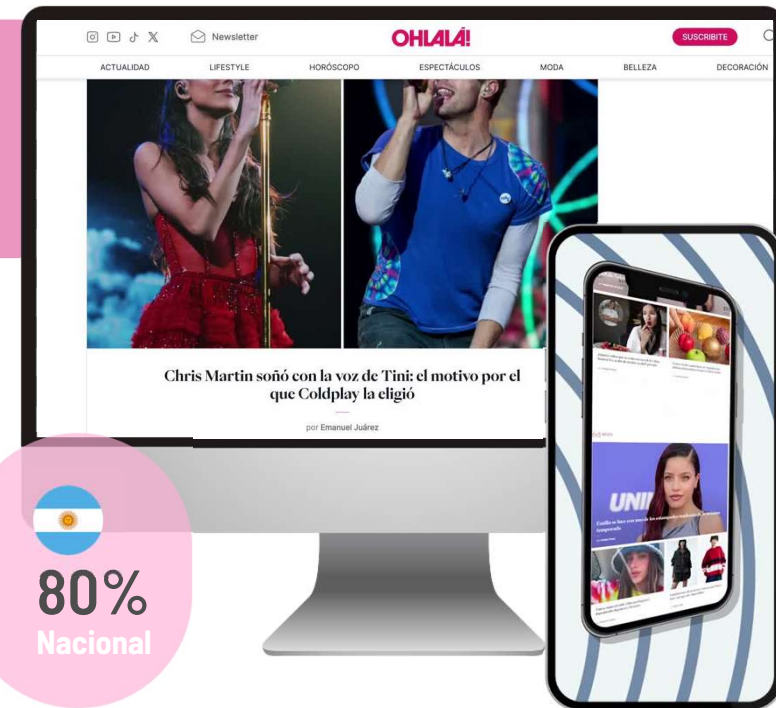 Newsletter
OHLALÁ!
SUSCRIBITE
ACTUALIDAD LIFESTYLE HORÓSCOPO ESPECTÁCULOS MODA BELLEZA DECORACIÓN
Chris Martin soñó con la voz de Tini: el motivo por el
que Coldplay la eligió
por Emanuel Juárez
80%
Nacional